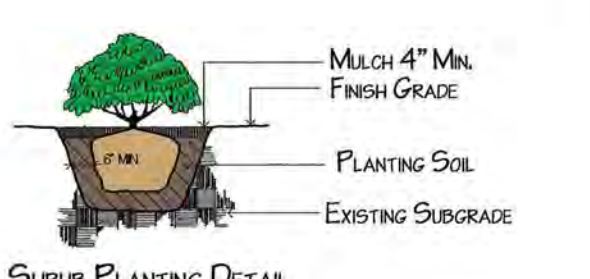 MULCH 4" MIN.
FINISH GRADE
6" MIN
PLANTING SOIL
EXISTING SUBGRADE
SHRUB PLANTING DETAIL